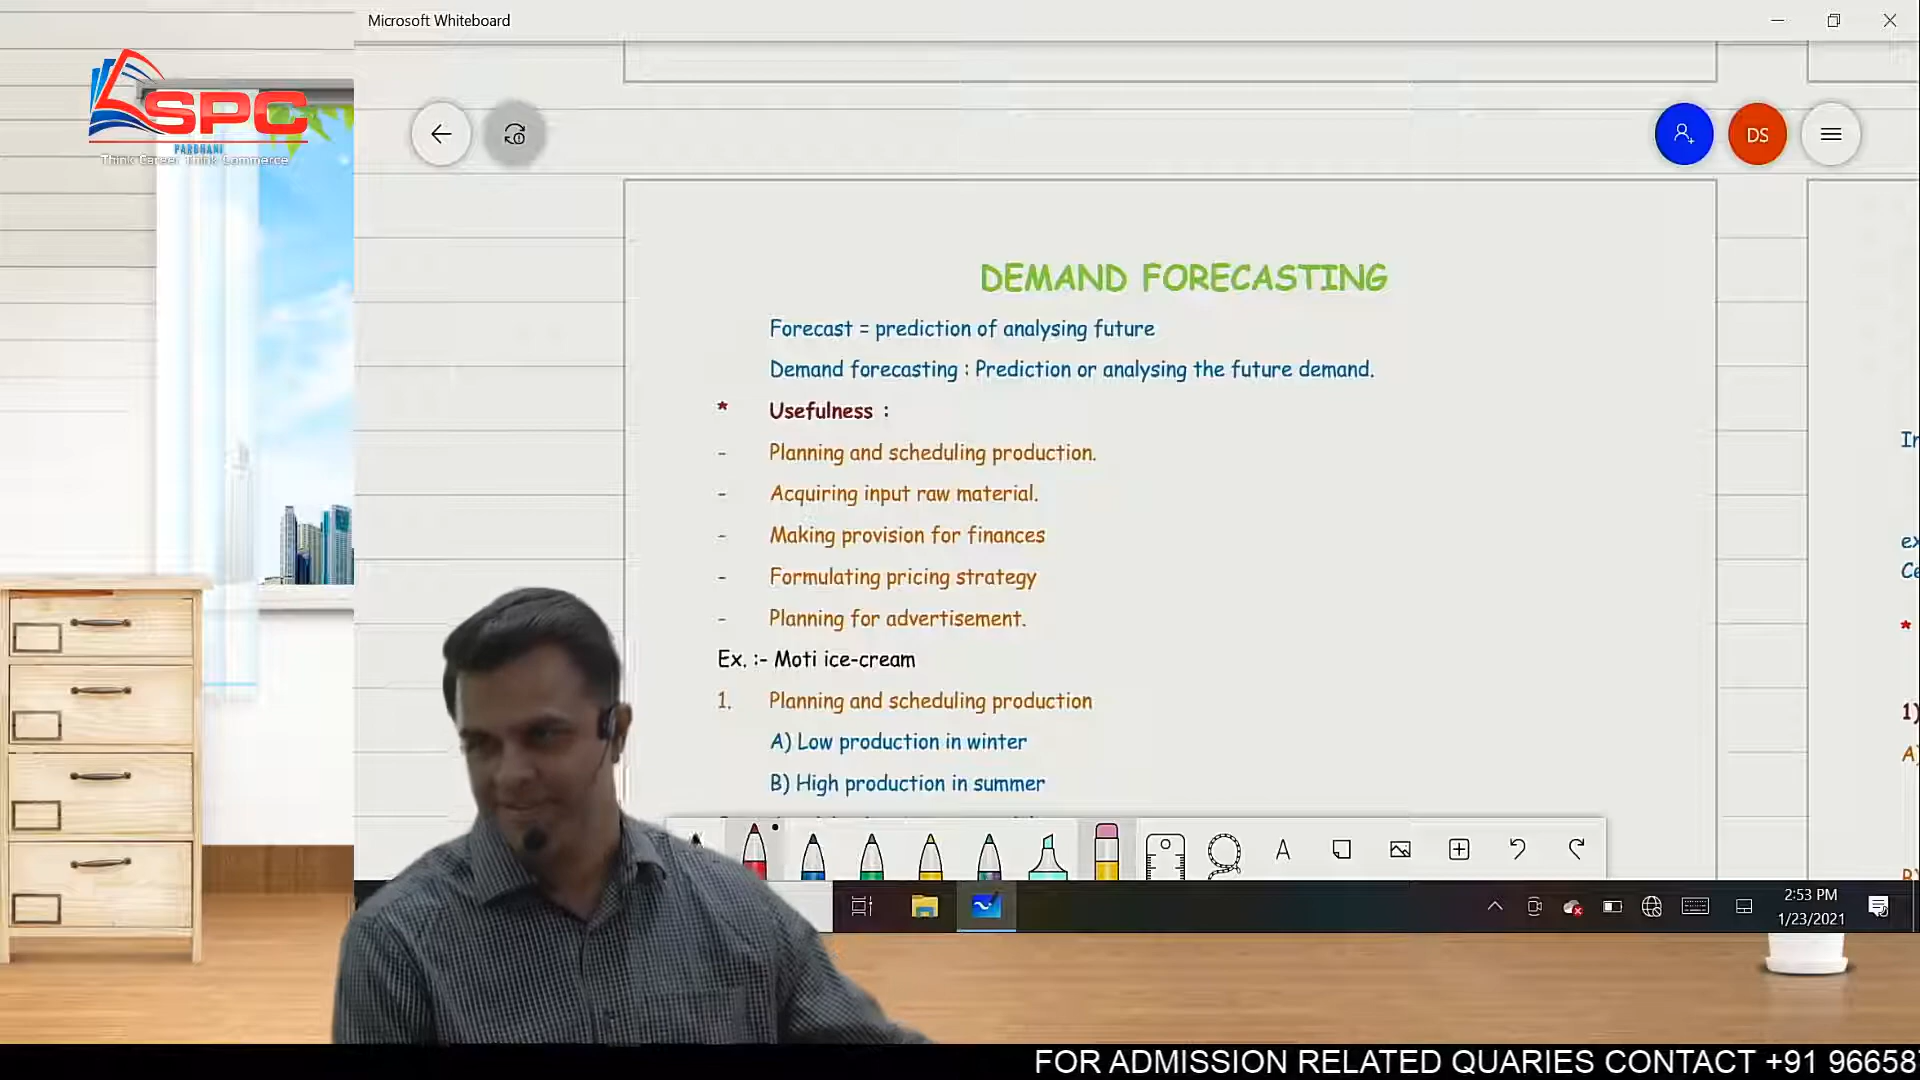 Microsoft Whiteboard
SPC
PARDHANI
Think Career Think Commerce
DS
DEMAND FORECASTING
Forecast = prediction of analysing future
Demand forecasting : Prediction or analysing the future demand.
* Usefulness :
- Planning and scheduling production.
- Acquiring input raw material.
- Making provision for finances
- Formulating pricing strategy
- Planning for advertisement.
Ex. :- Moti ice-cream
1. Planning and scheduling production
A) Low production in winter
B) High production in summer
ex
*
1)
A)
2:53 PM
1/23/2021
FOR ADMISSION RELATED QUARIES CONTACT +91 96658